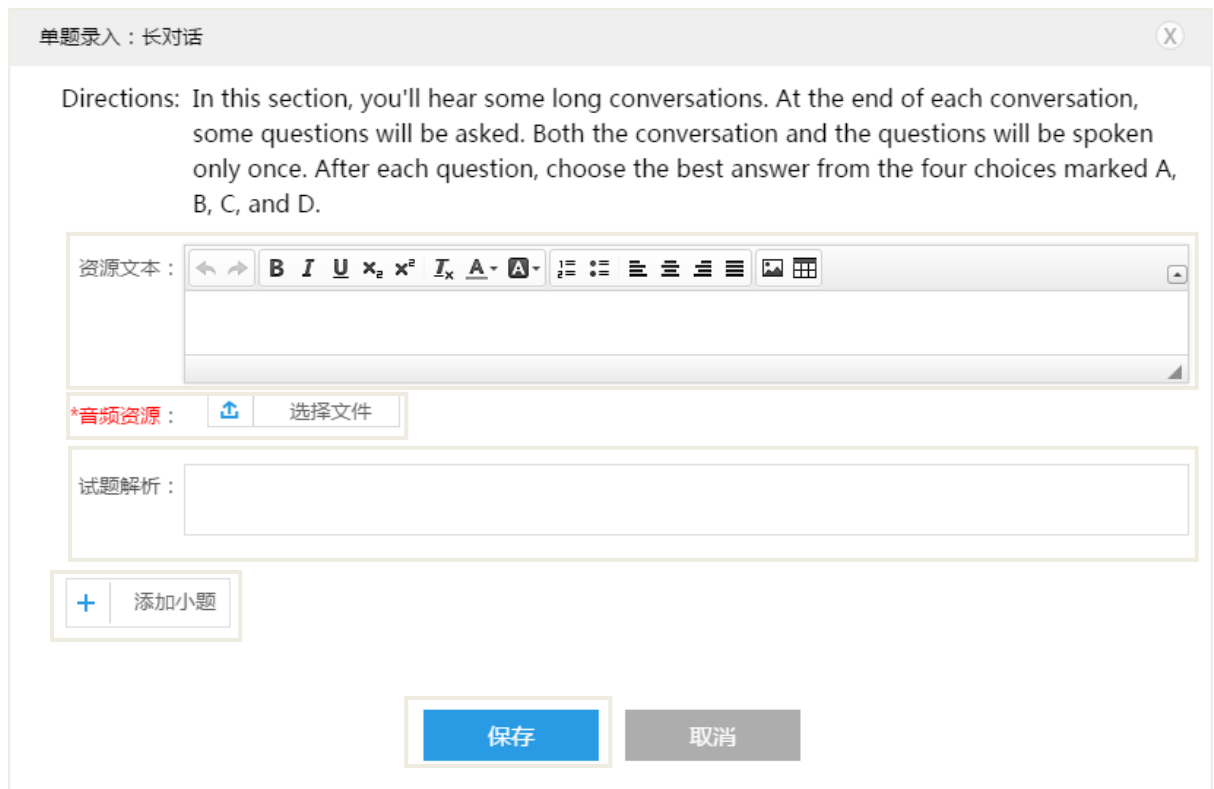 单题录入：长对话
X
Directions: In this section, you'll hear some long conversations. At the end of each conversation,
some questions will be asked. Both the conversation and the questions will be spoken
only once. After each question, choose the best answer from the four choices marked A,
B, C, and D.
资源文本：
B I U x₂ x² Tx A A
*音频资源： 选择文件
试题解析：
+ 添加小题
保存 取消